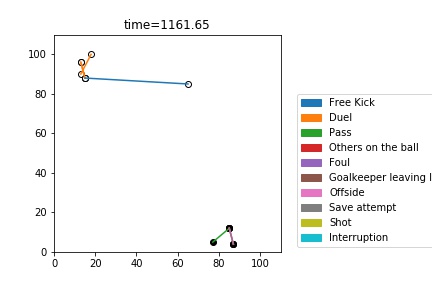 time=1161.65
100
80
60
40
20
0
0 20 40 60 80 100
Free Kick
Duel
Pass
Others on the ball
Foul
Goalkeeper leaving l
Offside
Save attempt
Shot
Interruption